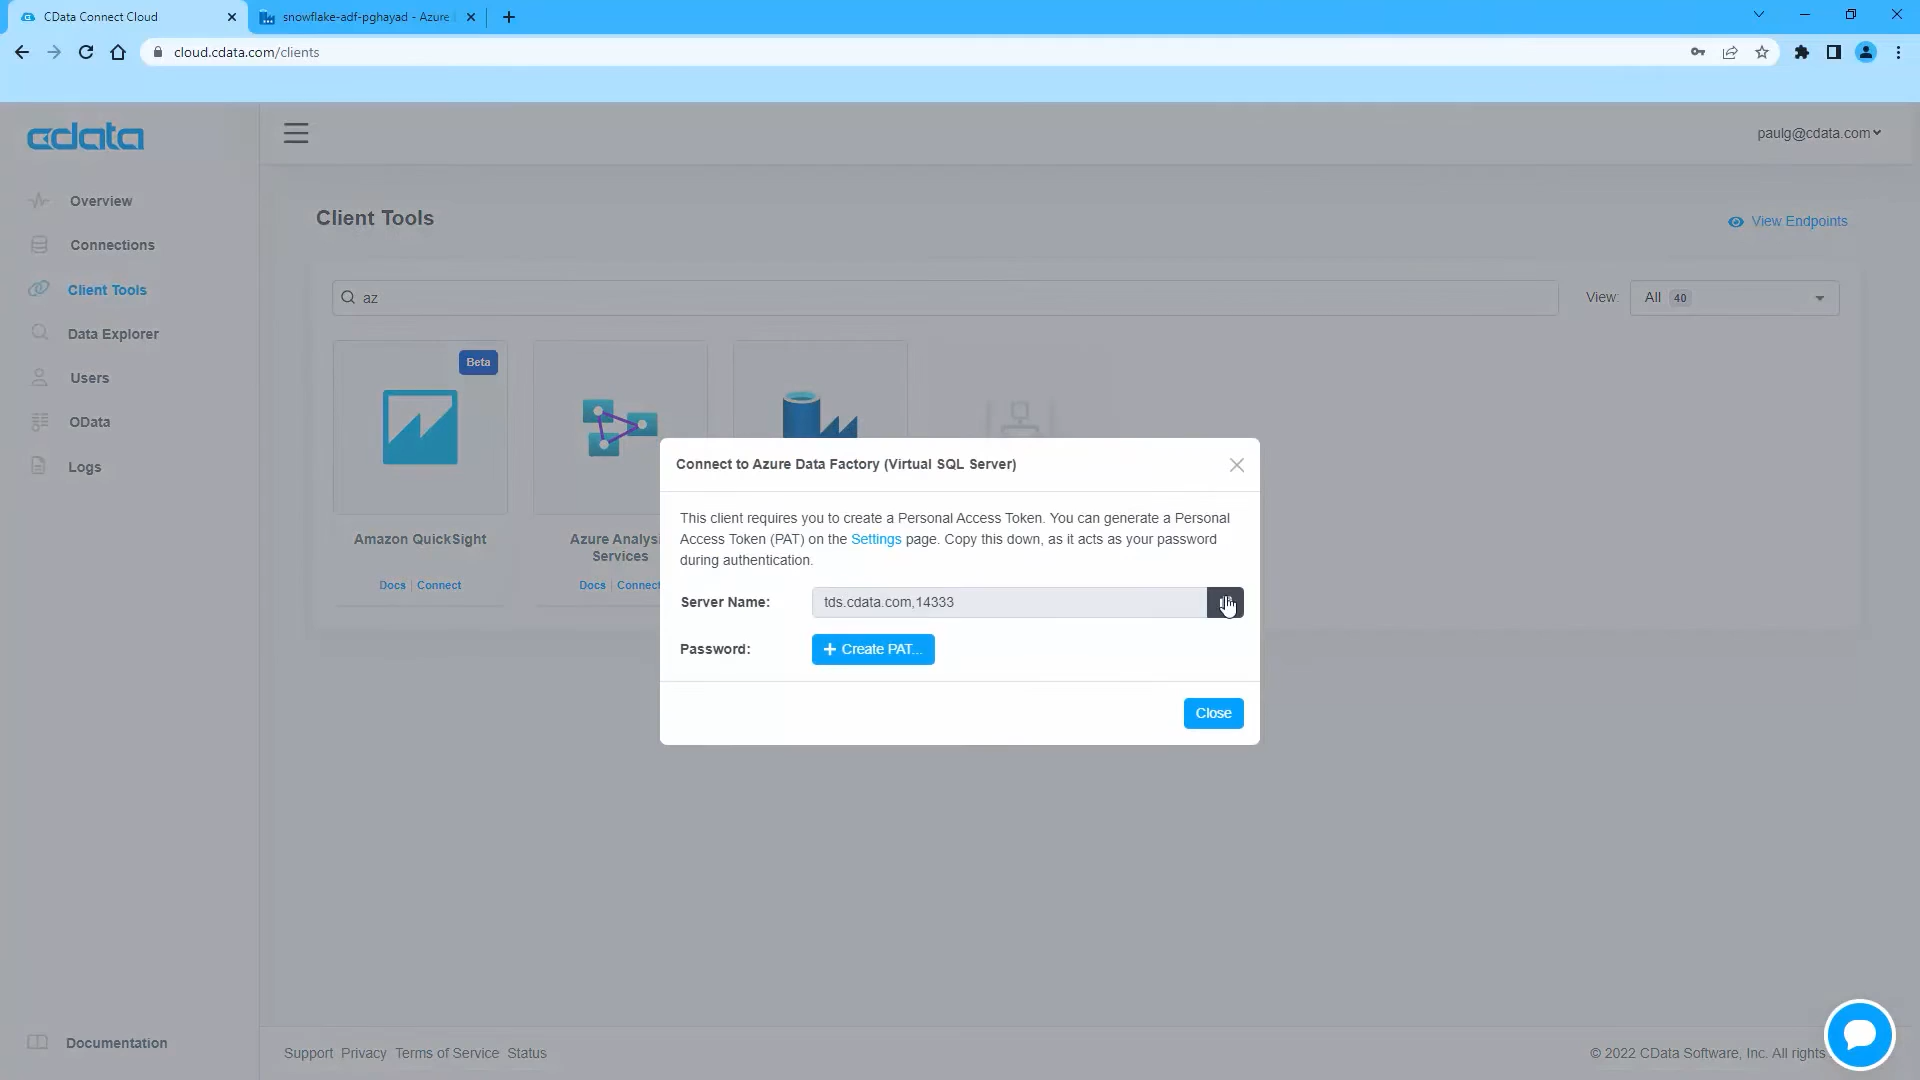 CData Connect Cloud
snowflake-adf-pghayad - Azure
cloud.cdata.com/clients
cdata
paulg@cdata.com
Overview
Connections
Client Tools
Data Explorer
Users
OData
Logs
Documentation
Client Tools
View Endpoints
az
View:
All 40
Beta
Amazon QuickSight
Docs | Connect
Azure Analysi
Services
Docs | Connect
Connect to Azure Data Factory (Virtual SQL Server)
This client requires you to create a Personal Access Token. You can generate a Personal
Access Token (PAT) on the Settings page. Copy this down, as it acts as your password
during authentication.
Server Name:
tds.cdata.com,14333
Password:
+ Create PAT...
Close
Support Privacy Terms of Service Status
© 2022 CData Software, Inc. All rights